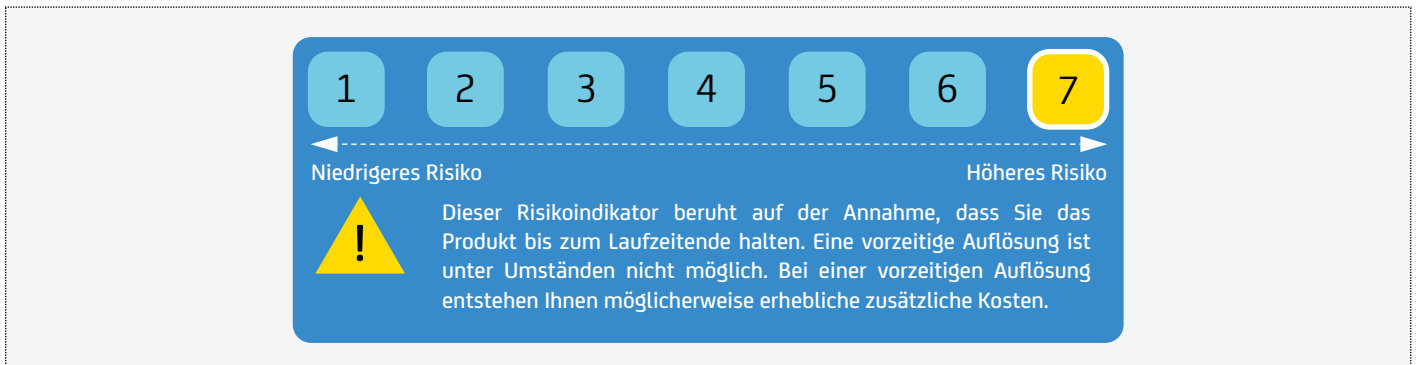 1 2 3 4 5 6 7
Niedrigeres Risiko Höheres Risiko
!
Dieser Risikoindikator beruht auf der Annahme, dass Sie das
Produkt bis zum Laufzeitende halten. Eine vorzeitige Auflösung ist
unter Umständen nicht möglich. Bei einer vorzeitigen Auflösung
entstehen Ihnen möglicherweise erhebliche zusätzliche Kosten.